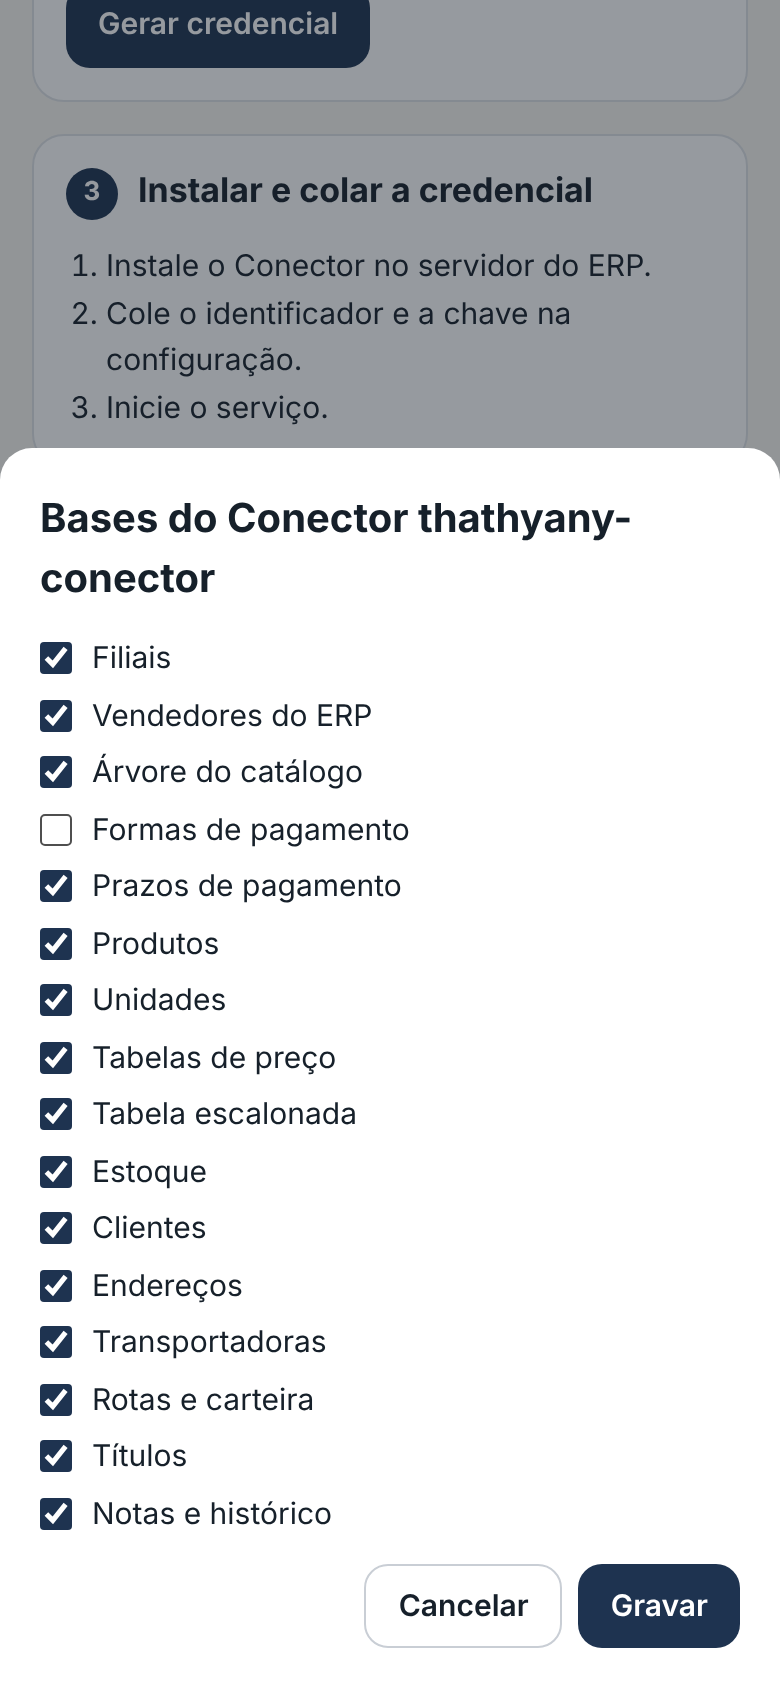 Gerar credencial
3 Instalar e colar a credencial
1. Instale o Conector no servidor do ERP.
2. Cole o identificador e a chave na
configuração.
3. Inicie o serviço.
Bases do Conector thathyany-
conector
Filiais
Vendedores do ERP
Árvore do catálogo
Formas de pagamento
Prazos de pagamento
Produtos
Unidades
Tabelas de preço
Tabela escalonada
Estoque
Clientes
Endereços
Transportadoras
Rotas e carteira
Títulos
Notas e histórico
Cancelar Gravar